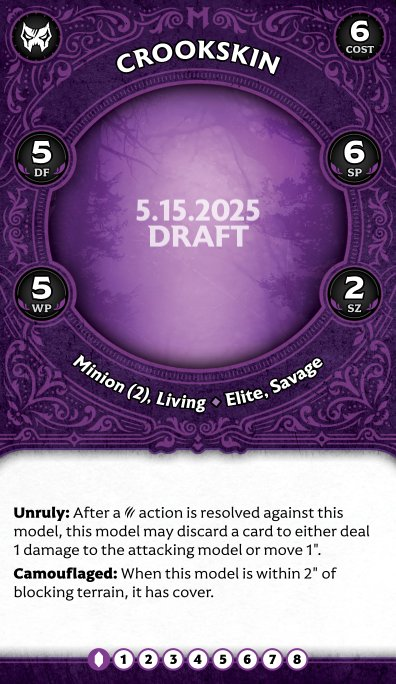 CROOKSKIN
6
COST
5
DF
6
SP
5.15.2025
DRAFT
5
WP
2
SZ
Minion (2), Living ◆ Elite, Savage
Unruly: After a action is resolved against this
model, this model may discard a card to either deal
1 damage to the attacking model or move 1".
Camouflaged: When this model is within 2" of
blocking terrain, it has cover.
1 2 3 4 5 6 7 8